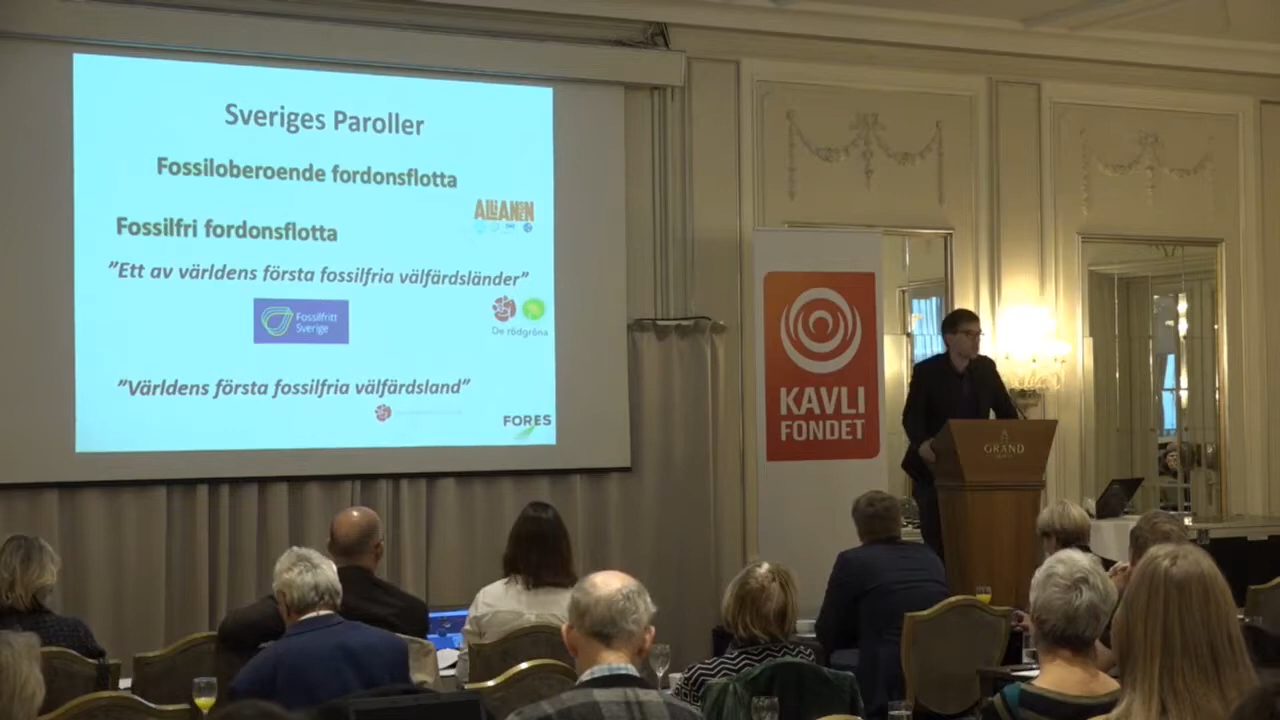 Sveriges Paroller
Fossiloberoende fordonsflotta
ALLIANSEN
Fossilfri fordonsflotta
”Ett av världens första fossilfria välfärdsländer”
Fossilfritt
Sverige
De rödgröna
”Världens första fossilfria välfärdsland”
FORES
KAVLI
FONDET
GRAND